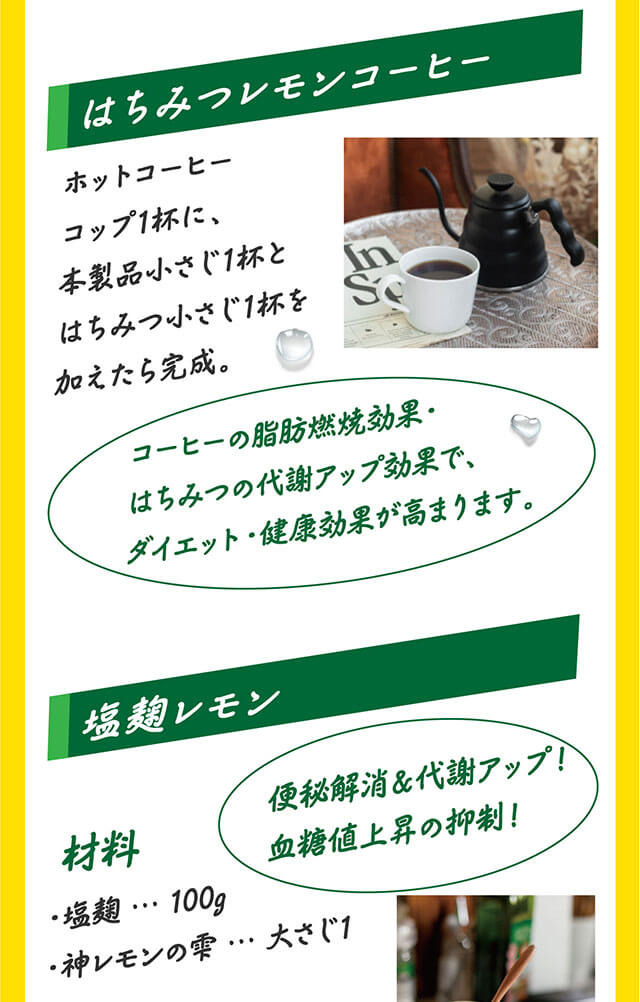 はちみつレモンコーヒー
ホットコーヒー
コップ1杯に、
本製品小さじ1杯と
はちみつ小さじ1杯を
加えたら完成。
In
Se
コーヒーの脂肪燃焼効果・
はちみつの代謝アップ効果で、
ダイエット・健康効果が高まります。
塩麹レモン
便秘解消&代謝アップ!
血糖値上昇の抑制!
材料
・塩麹 … 100g
・神レモンの雫 … 大さじ1